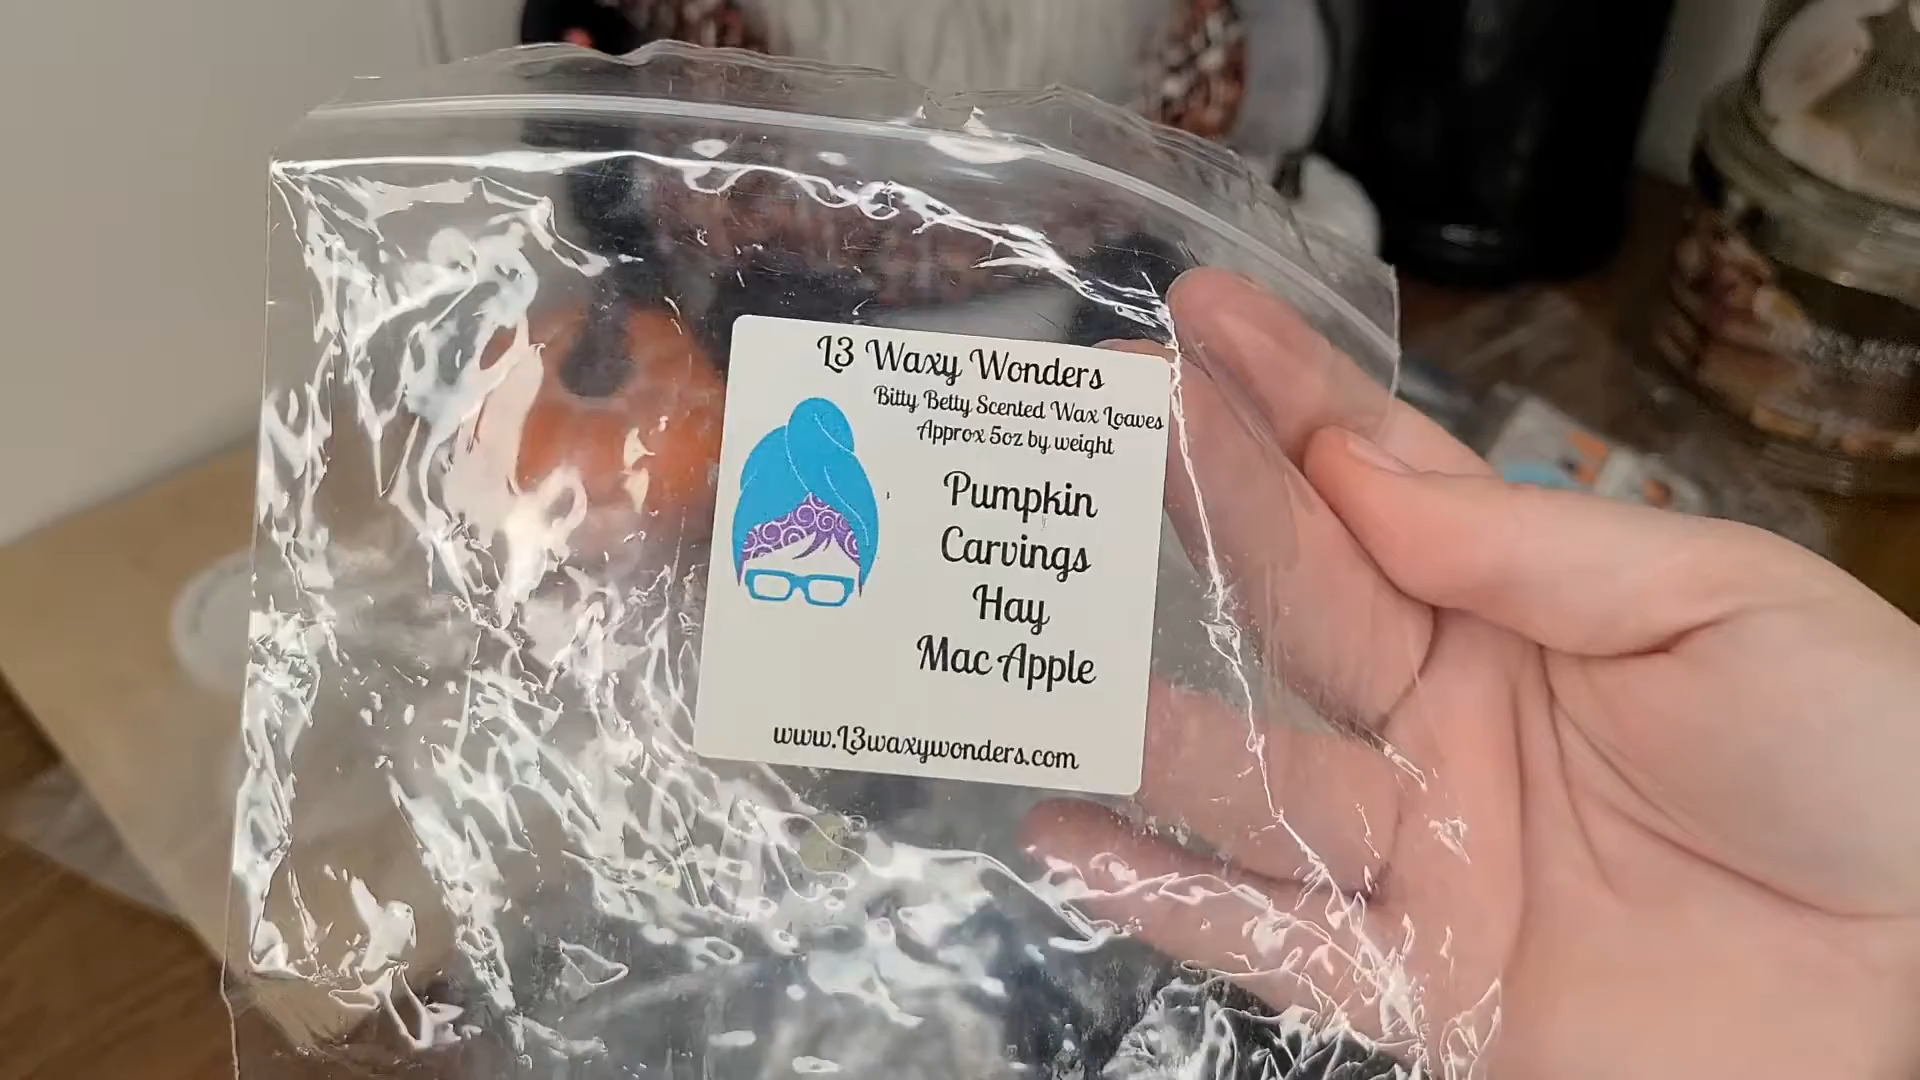 L3 Waxy Wonders
Bitty Betty Scented Wax Loaves
Approx 5oz by weight
Pumpkin
Carvings
Hay
Mac Apple
www.L3waxywonders.com